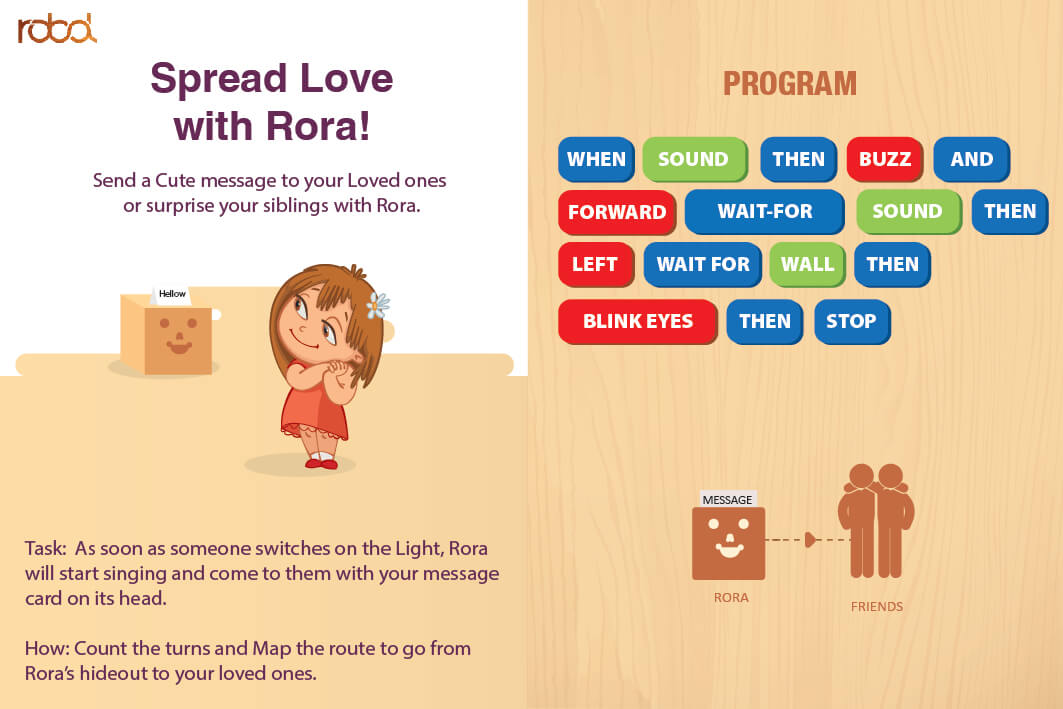 robd
Spread Love
with Rora!
Send a Cute message to your Loved ones
or surprise your siblings with Rora.
Hellow
Task:  As soon as someone switches on the Light, Rora
will start singing and come to them with your message
card on its head.
How: Count the turns and Map the route to go from
Rora’s hideout to your loved ones.
PROGRAM
WHEN SOUND THEN BUZZ AND
FORWARD WAIT-FOR SOUND THEN
LEFT WAIT FOR WALL THEN
BLINK EYES THEN STOP
MESSAGE
RORA
FRIENDS